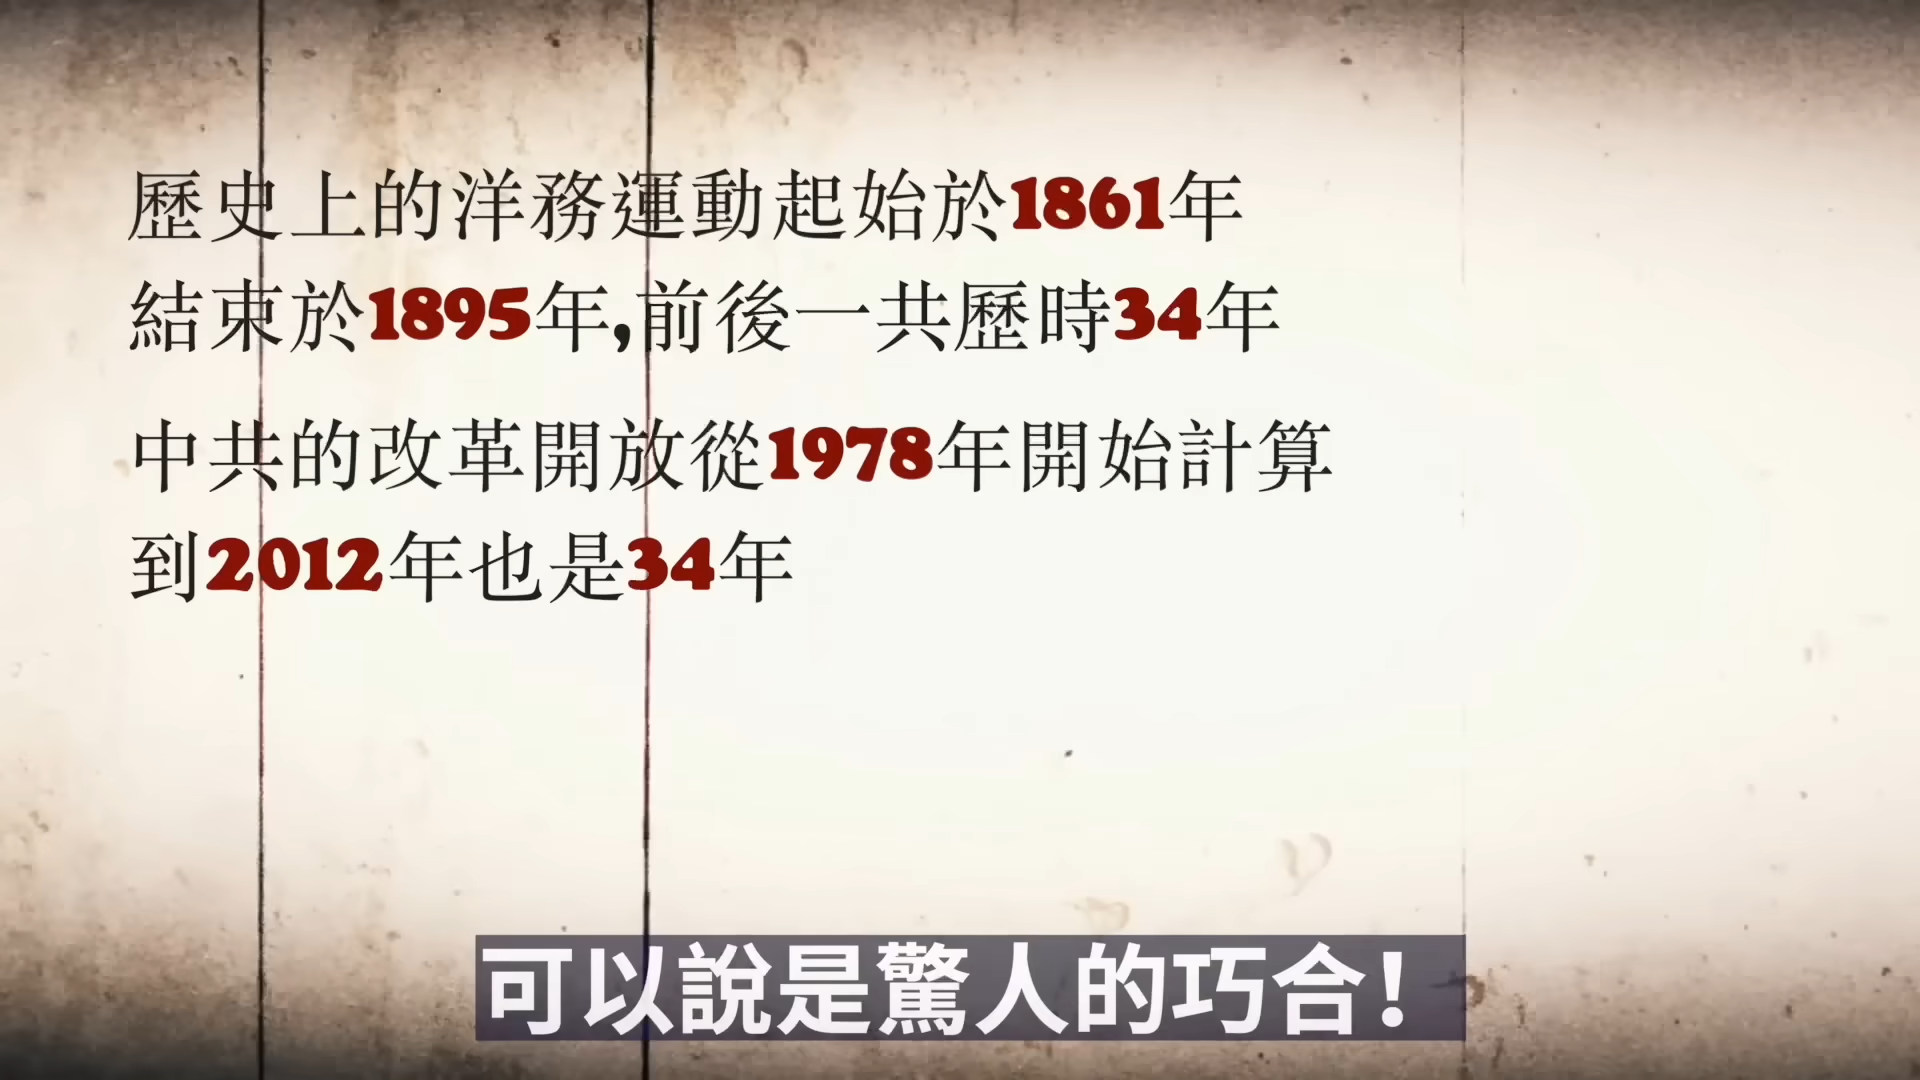 歷史上的洋務運動起始於1861年
結束於1895年,前後一共歷時34年
中共的改革開放從1978年開始計算
到2012年也是34年
可以說是驚人的巧合！